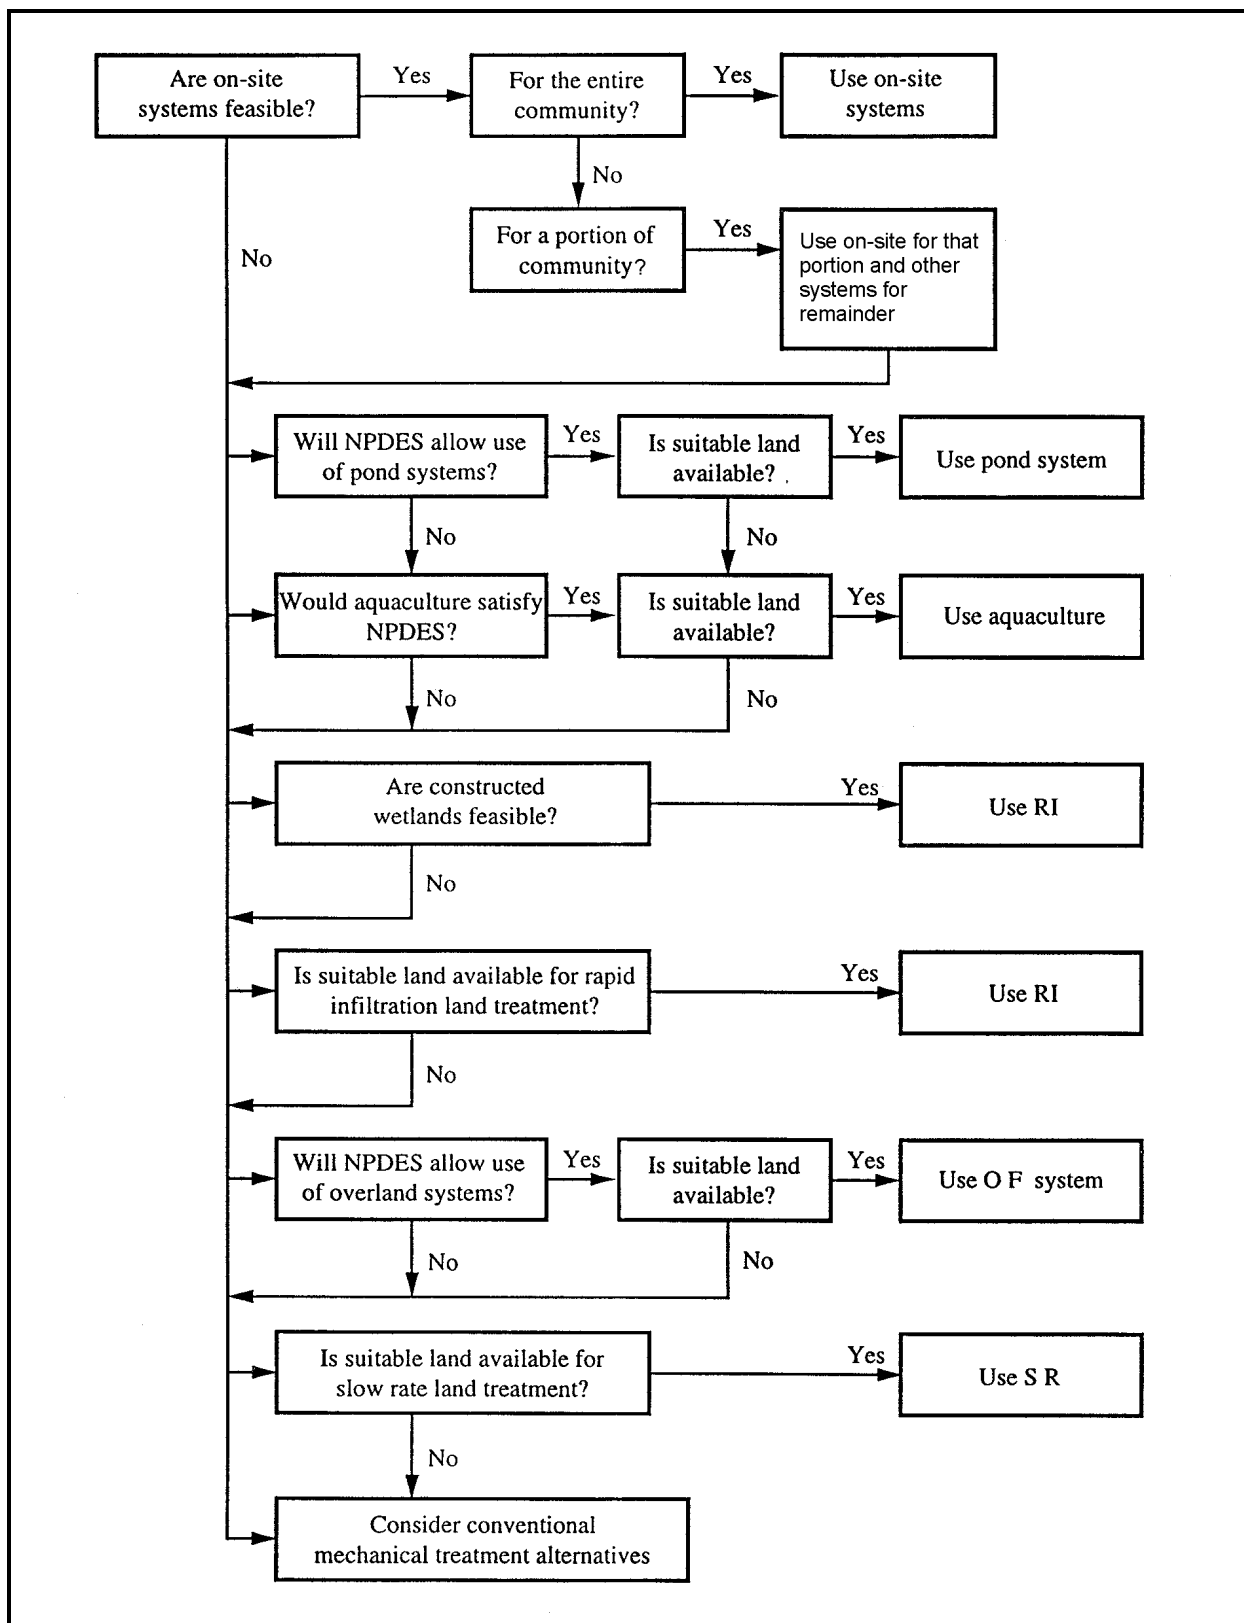 Are on-site
systems feasible?
Yes
For the entire
community?
Yes
Use on-site
systems
No
No
For a portion of
community?
Yes
Use on-site for that
portion and other
systems for
remainder
Will NPDES allow use
of pond systems?
Yes
Is suitable land
available?
Yes
Use pond system
No
No
Would aquaculture satisfy
NPDES?
Yes
Is suitable land
available?
Yes
Use aquaculture
No
No
Are constructed
wetlands feasible?
Yes
Use RI
No
Is suitable land available for rapid
infiltration land treatment?
Yes
Use RI
No
Will NPDES allow use
of overland systems?
Yes
Is suitable land
available?
Yes
Use O F system
No
No
Is suitable land available for
slow rate land treatment?
Yes
Use S R
No
Consider conventional
mechanical treatment alternatives